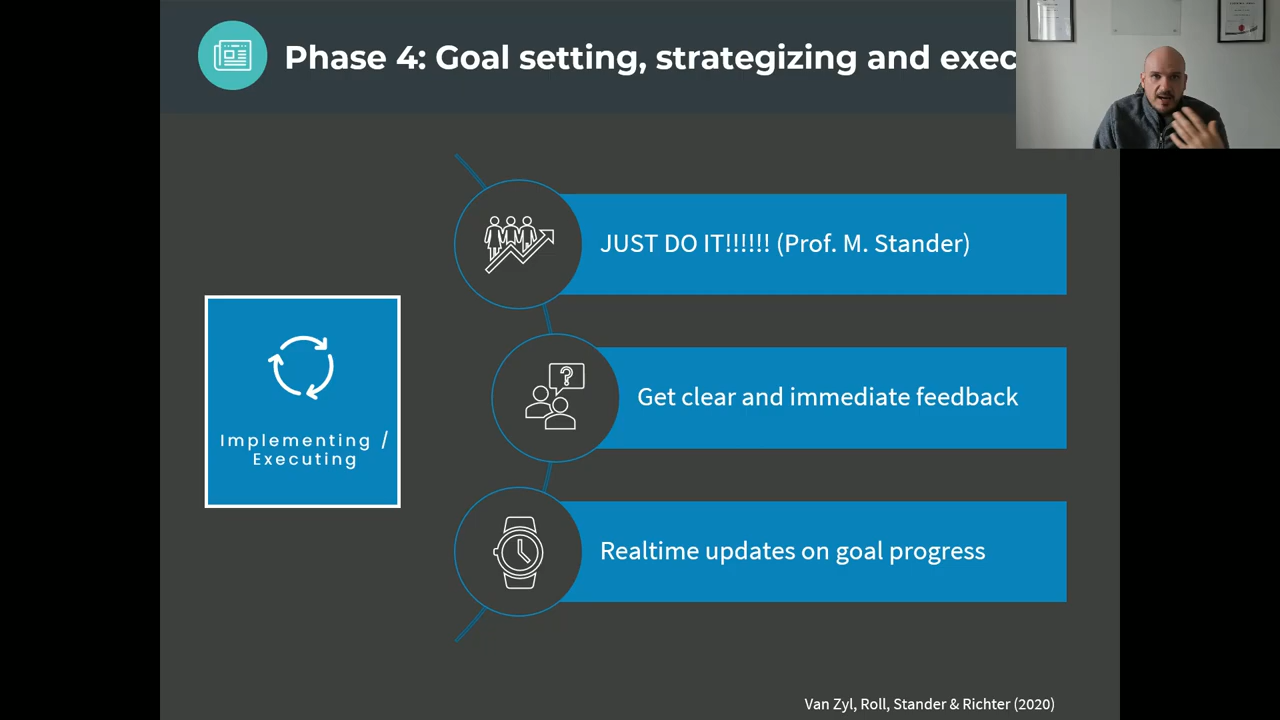 Phase 4: Goal setting, strategizing and exec
JUST DO IT!!!!!! (Prof. M. Stander)
Implementing /
Executing
Get clear and immediate feedback
?
Realtime updates on goal progress
Van Zyl, Roll, Stander & Richter (2020)